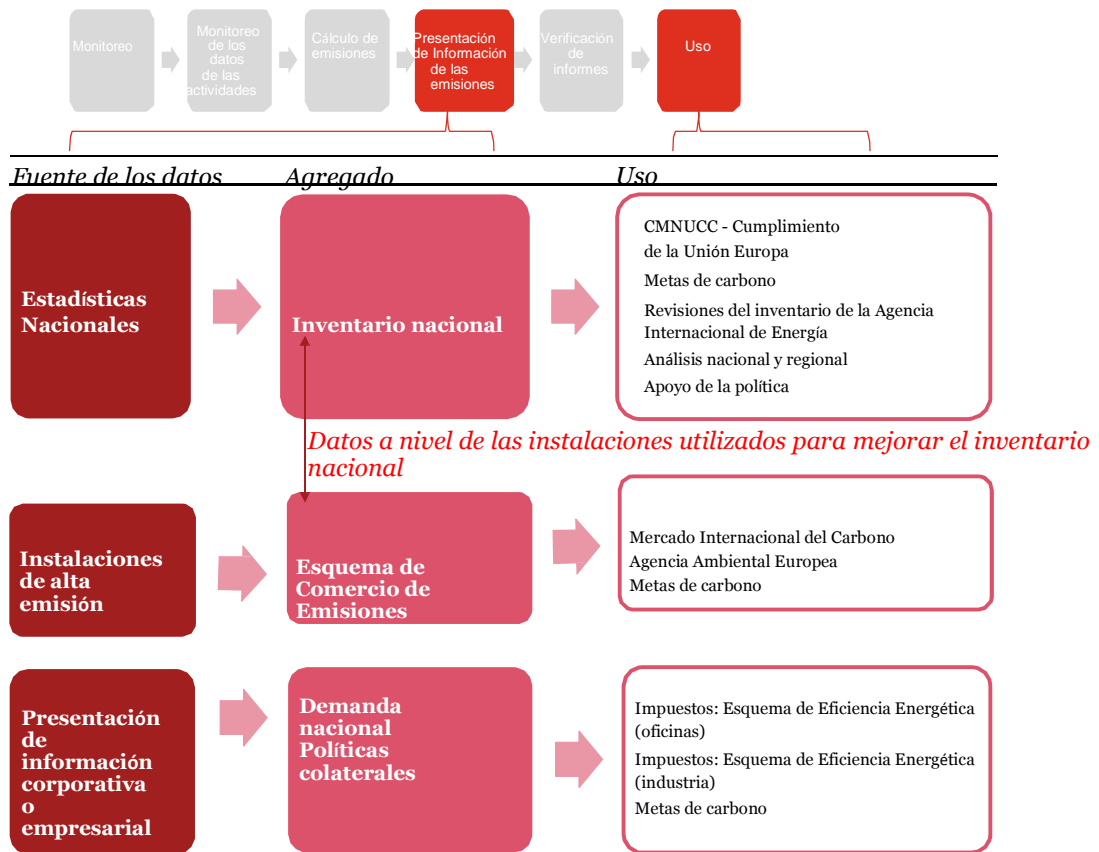 Monitoreo
Monitoreo
de los
datos
de las
actividades
Cálculo de
emisiones
Presentación
de Información
de las
emisiones
Verificación
de
informes
Uso
Fuente de los datos
Agregado
Uso
Estadísticas
Nacionales
Inventario nacional
CMNUCC - Cumplimiento
de la Unión Europa
Metas de carbono
Revisiones del inventario de la Agencia
Internacional de Energía
Análisis nacional y regional
Apoyo de la política
Datos a nivel de las instalaciones utilizados para mejorar el inventario
nacional
Instalaciones
de alta
emisión
Esquema de
Comercio de
Emisiones
Mercado Internacional del Carbono
Agencia Ambiental Europea
Metas de carbono
Presentación
de
información
corporativa
o
empresarial
Demanda
nacional
Políticas
colaterales
Impuestos: Esquema de Eficiencia Energética
(oficinas)
Impuestos: Esquema de Eficiencia Energética
(industria)
Metas de carbono